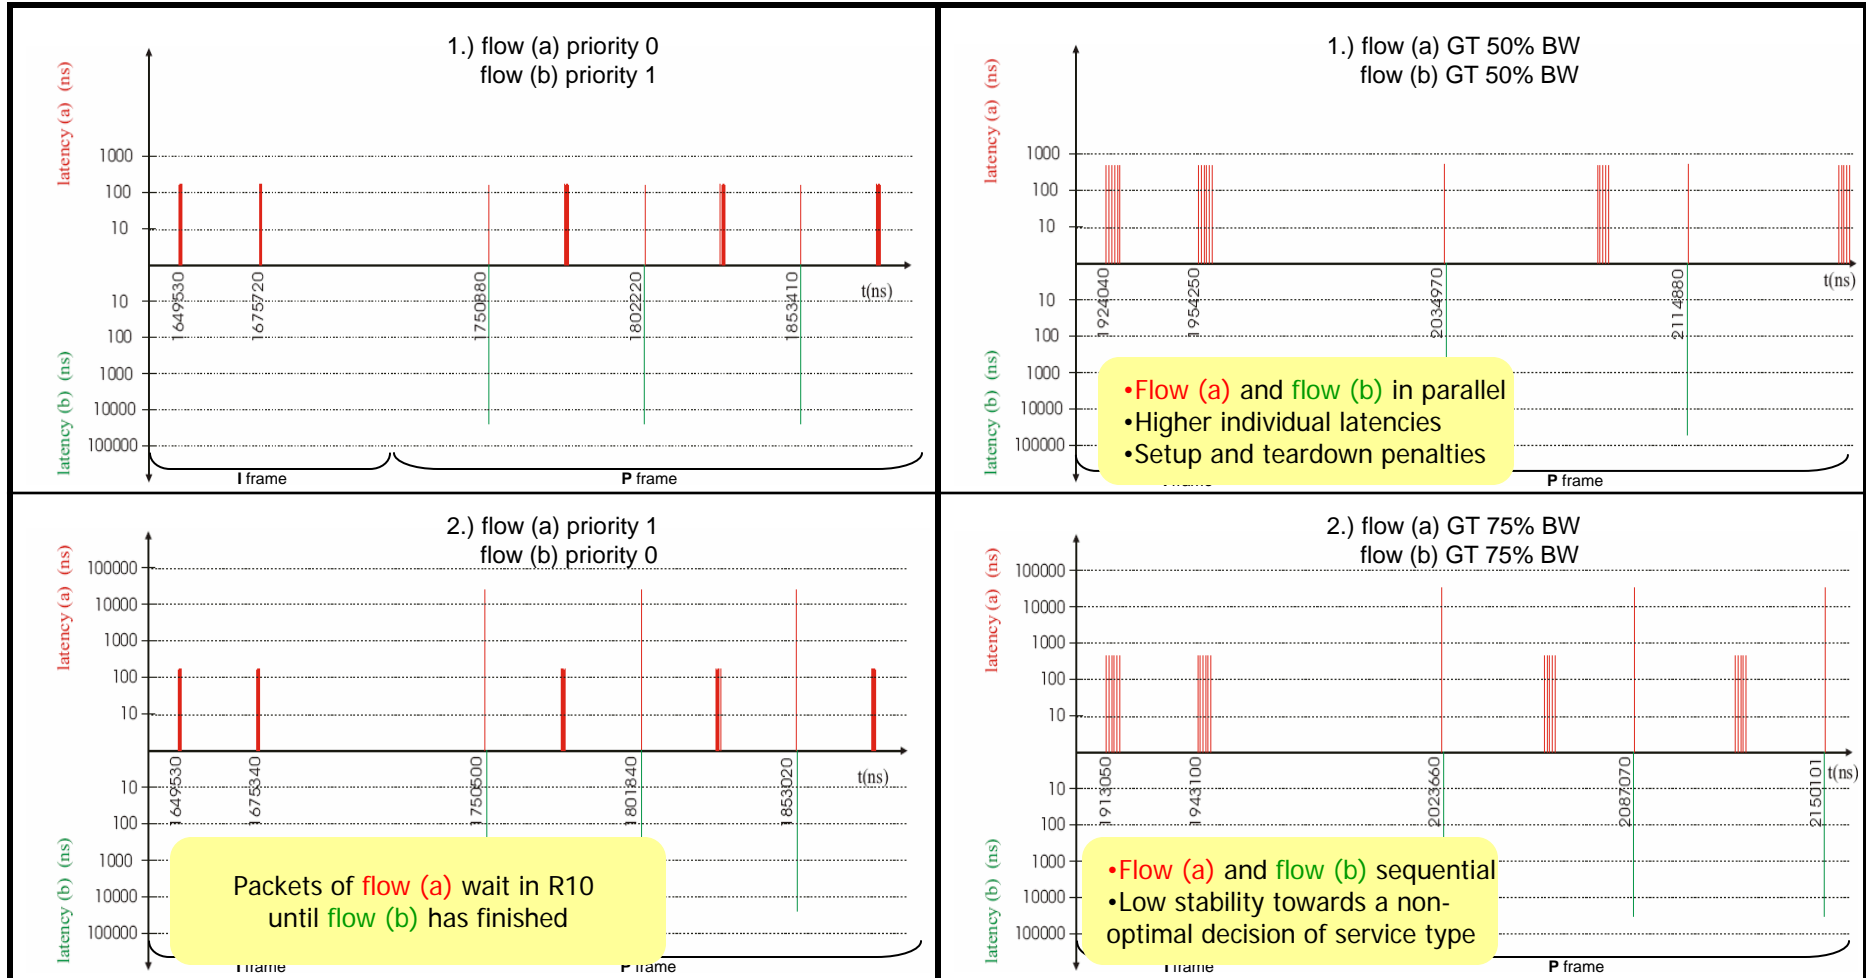 1.) flow (a) priority 0
flow (b) priority 1
latency (a) (ns)
1000
100
10
10
100
1000
10000
100000
latency (b) (ns)
1649530
1675720
1750880
1802220
1853410
t(ns)
I frame
P frame
1.) flow (a) GT 50% BW
flow (b) GT 50% BW
latency (a) (ns)
1000
100
10
10
100
1000
10000
100000
latency (b) (ns)
1924040
1954250
2034970
2114880
t(ns)
•Flow (a) and flow (b) in parallel
•Higher individual latencies
•Setup and teardown penalties
frame
P frame
2.) flow (a) priority 1
flow (b) priority 0
latency (a) (ns)
100000
10000
1000
100
10
10
100
1000
10000
100000
latency (b) (ns)
1649530
1675340
1750500
1801840
1853020
t(ns)
Packets of flow (a) wait in R10
until flow (b) has finished
I frame
P frame
2.) flow (a) GT 75% BW
flow (b) GT 75% BW
latency (a) (ns)
100000
10000
1000
100
10
10
100
1000
10000
100000
latency (b) (ns)
1913050
1943100
2023660
2087070
2150101
t(ns)
•Flow (a) and flow (b) sequential
•Low stability towards a non-
optimal decision of service type
I frame
P frame